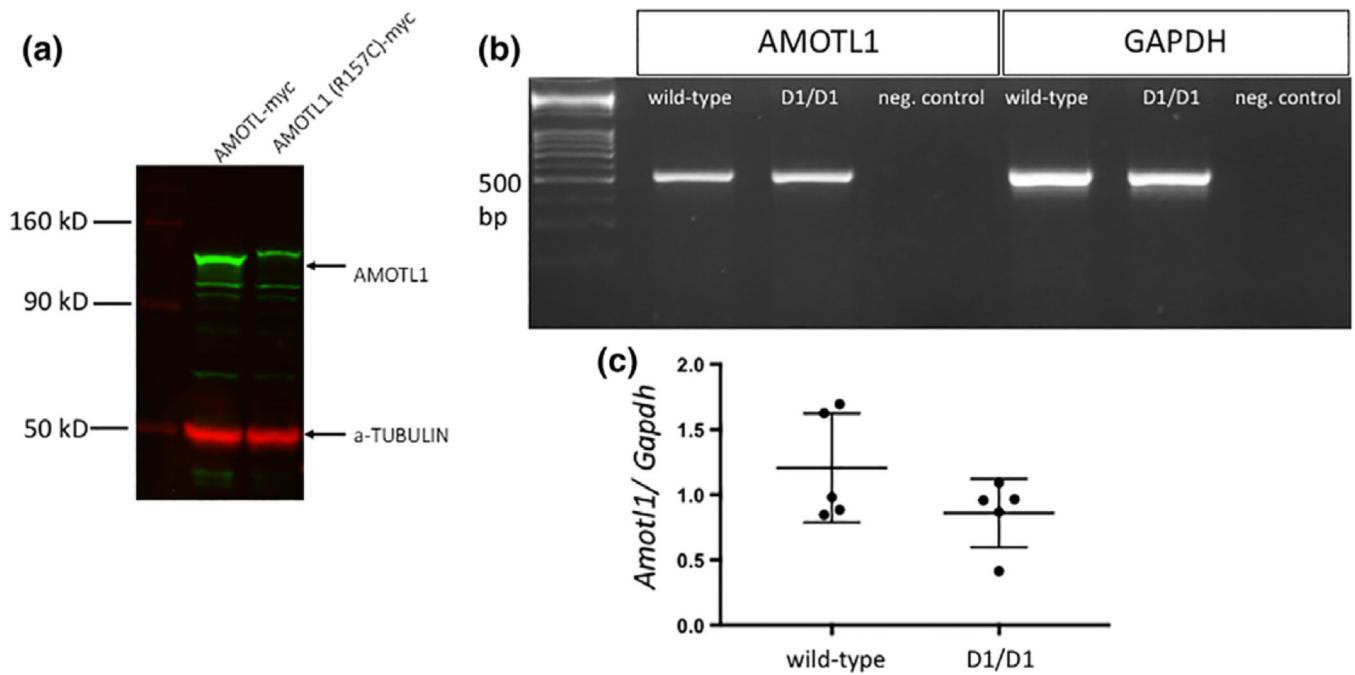 (a)
AMOTL-myc
AMOTL1 (R157C)-myc
160 kD
90 kD
50 kD
AMOTL1
a-TUBULIN
(b)
AMOTL1
GAPDH
wild-type D1/D1 neg. control wild-type D1/D1 neg. control
500
bp
(c)
Amotl1/ Gapdh
2.0
1.5
1.0
0.5
0.0
wild-type
D1/D1